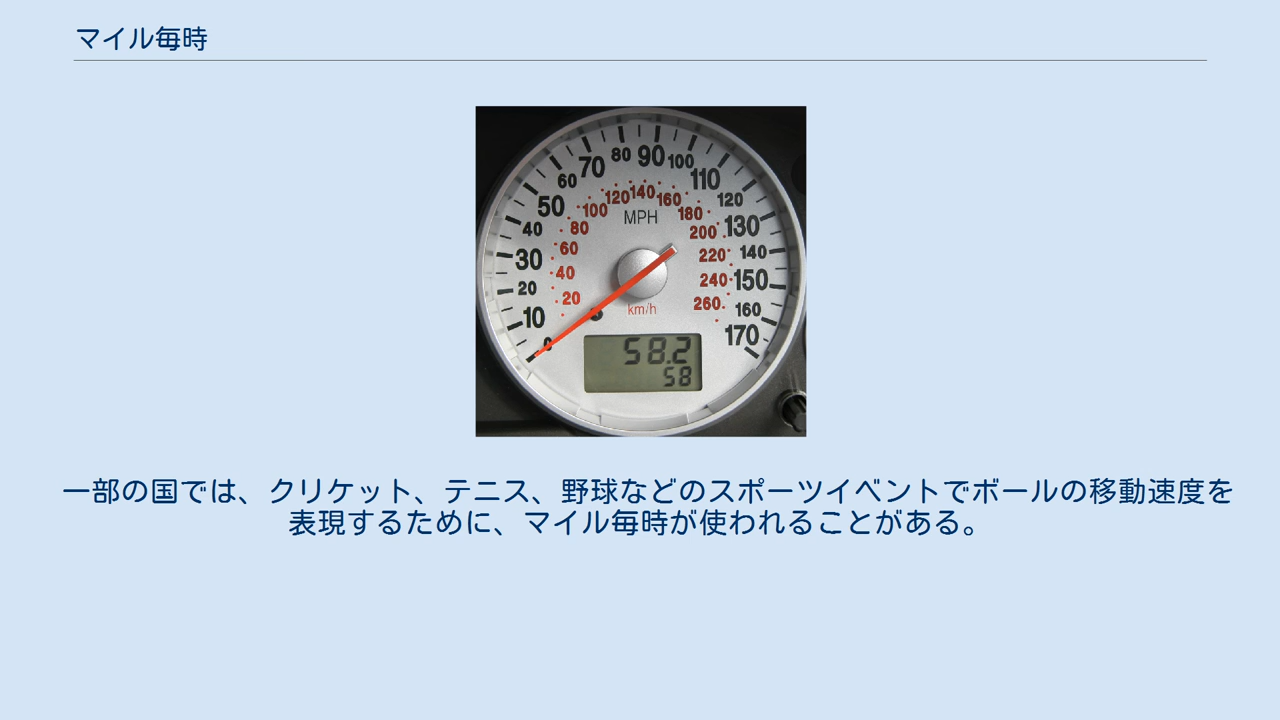 マイル毎時
80 90 100
70 110
60 120
50 130
40 140
30 150
20 160
10 170
0
120 140 160
100 180
80 200
60 220
40 240
20 260
MPH
km/h
58.2
58
一部の国では、クリケット、テニス、野球などのスポーツイベントでボールの移動速度を
表現するために、マイル毎時が使われることがある。